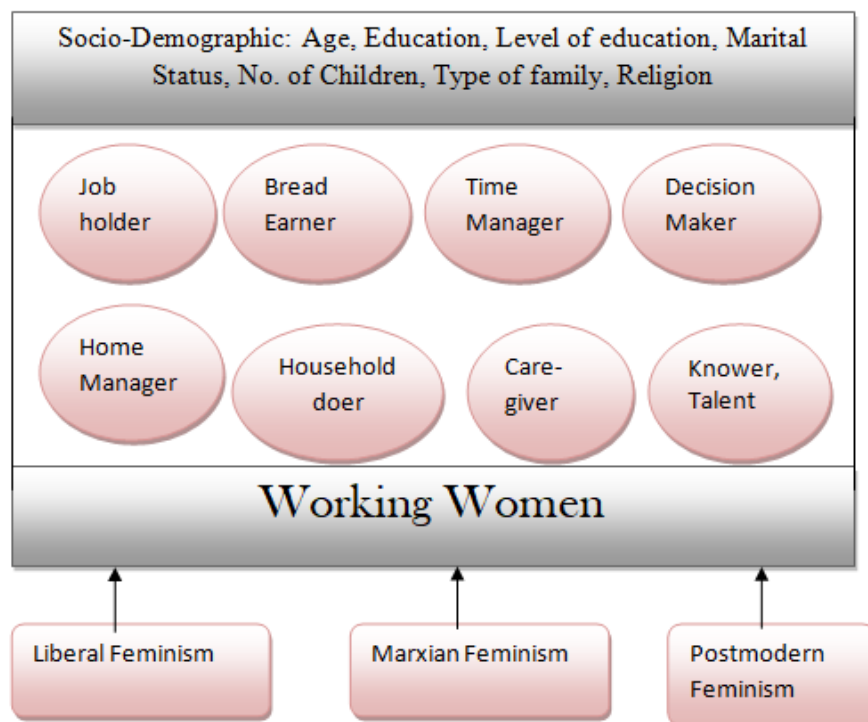 Socio-Demographic: Age, Education, Level of education, Marital
Status, No. of Children, Type of family, Religion
Job
holder
Bread
Earner
Time
Manager
Decision
Maker
Home
Manager
Household
doer
Care-
giver
Knower,
Talent
Working Women
Liberal Feminism
Marxian Feminism
Postmodern
Feminism